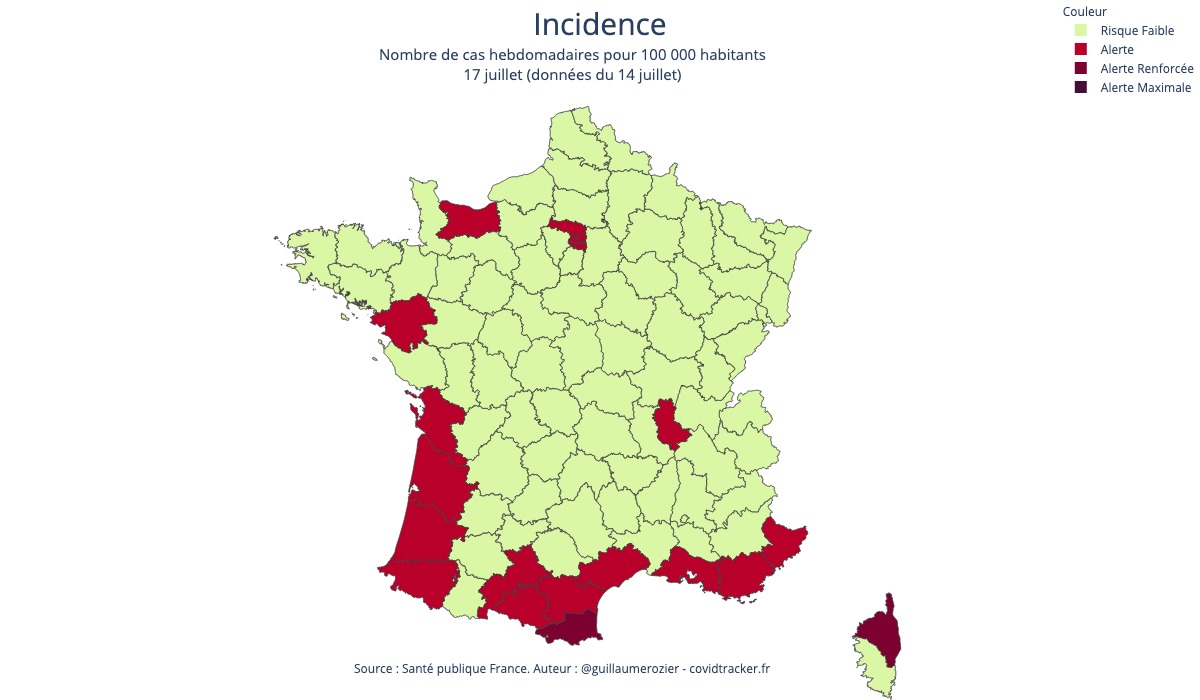 Incidence
Nombre de cas hebdomadaires pour 100 000 habitants
17 juillet (données du 14 juillet)
Couleur
Risque Faible
Alerte
Alerte Renforcée
Alerte Maximale
Source : Santé publique France. Auteur : @guillaumerozier - covidtracker.fr